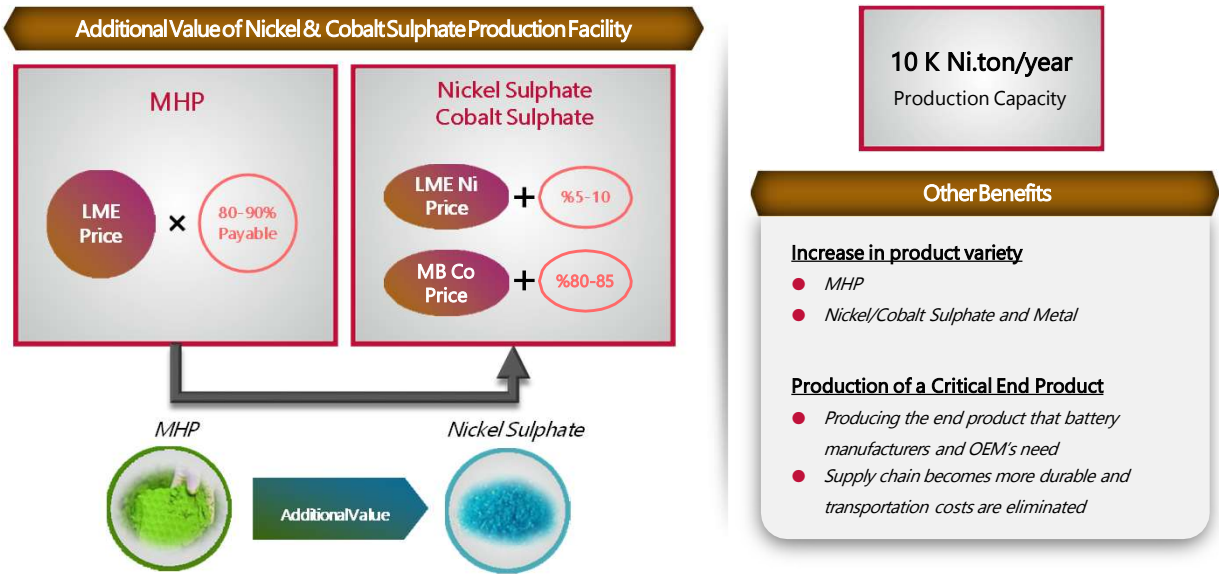 Additional Value of Nickel & Cobalt Sulphate Production Facility
MHP
LME
Price
×
80-90%
Payable
Nickel Sulphate
Cobalt Sulphate
LME Ni
Price
+
%5-10
MB Co
Price
+
%80-85
MHP
Nickel Sulphate
Additional Value
10 K Ni.ton/year
Production Capacity
Other Benefits
Increase in product variety
MHP
Nickel/Cobalt Sulphate and Metal
Production of a Critical End Product
Producing the end product that battery
manufacturers and OEM's need
Supply chain becomes more durable and
transportation costs are eliminated